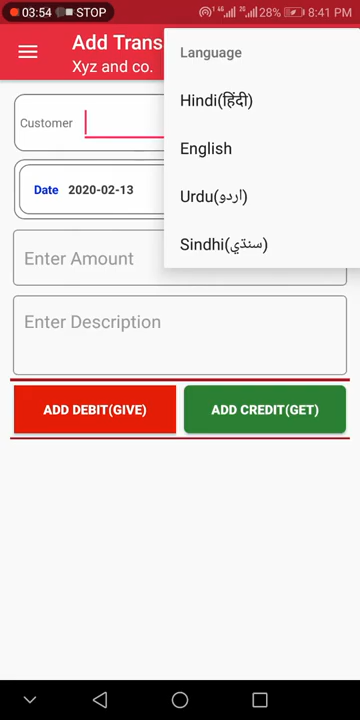 03:54 STOP 28% 8:41 PM
Add Trans
Xyz and co.
Language
Hindi(हिंदी)
English
Urdu(اردو)
Sindhi(سنڌي)
Customer
Date 2020-02-13
Enter Amount
Enter Description
ADD DEBIT(GIVE) ADD CREDIT(GET)